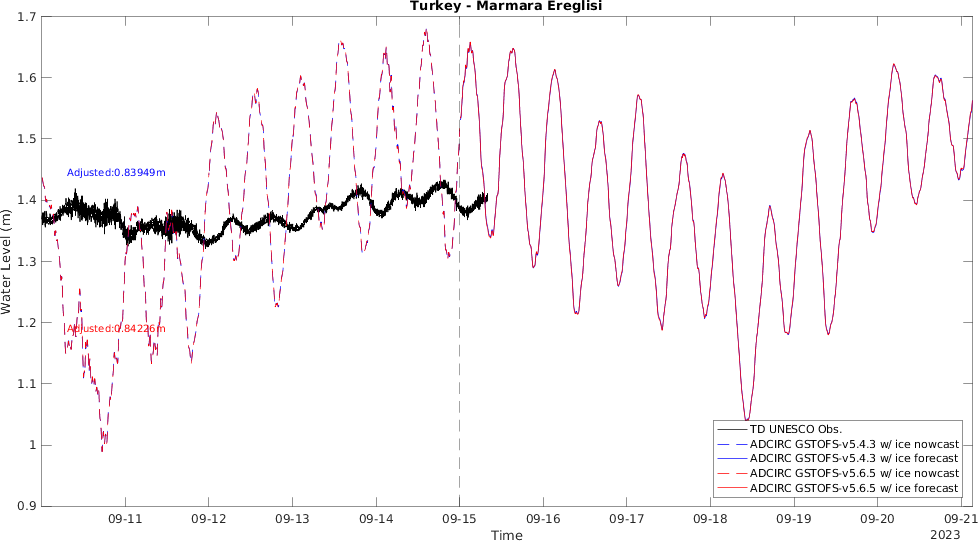 Turkey - Marmara Ereglisi
1.7
1.6
1.5
1.4
1.3
1.2
1.1
1
0.9
Water Level (m)
Adjusted:0.83949m
Adjusted:0.84226m
TD UNESCO Obs.
ADCIRC GSTOFS-v5.4.3 w/ ice nowcast
ADCIRC GSTOFS-v5.4.3 w/ ice forecast
ADCIRC GSTOFS-v5.6.5 w/ ice nowcast
ADCIRC GSTOFS-v5.6.5 w/ ice forecast
09-11 09-12 09-13 09-14 09-15 09-16 09-17 09-18 09-19 09-20 09-21
Time 2023